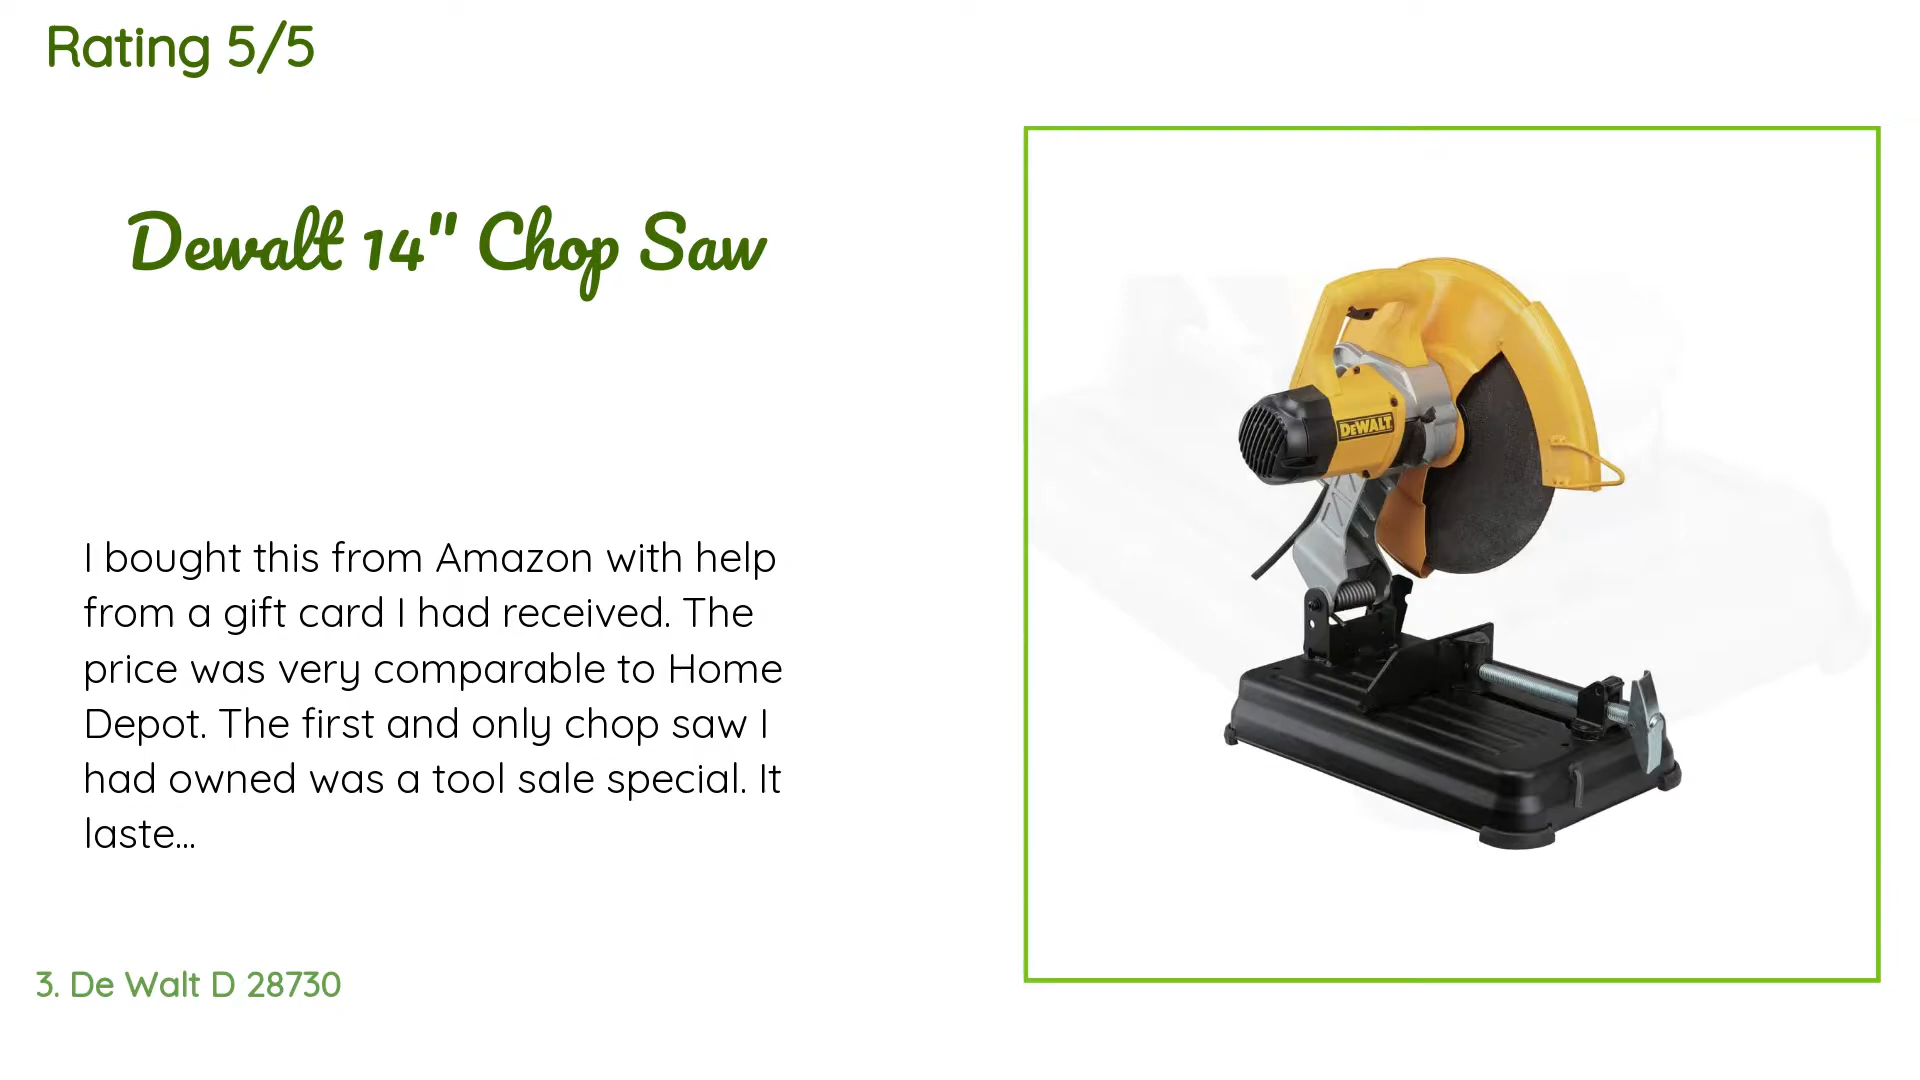 Rating 5/5
Dewalt 14" Chop Saw
I bought this from Amazon with help
from a gift card I had received. The
price was very comparable to Home
Depot. The first and only chop saw I
had owned was a tool sale special. It
laste...
DEWALT
3. De Walt D 28730